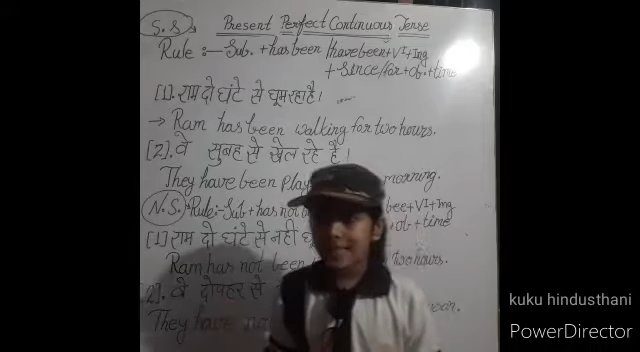 S.S Present Perfect Continuous Tense
Rule :— Sub. + has been / have been + V1 + Ing
+ since/for + ob. + time
[1]. राम दो घंटे से घूम रहा है।
→ Ram has been walking for two hours.
[2]. वे सुबह से खेल रहे हैं।
They have been morning.
N.S. Rule:- Sub + has not bee + V1 + Ing
ob + time
[1] राम दो घंटे से नही
Ram has not been two hours.
2]. वे दोपहर से
They have
kuku hindusthani
PowerDirector